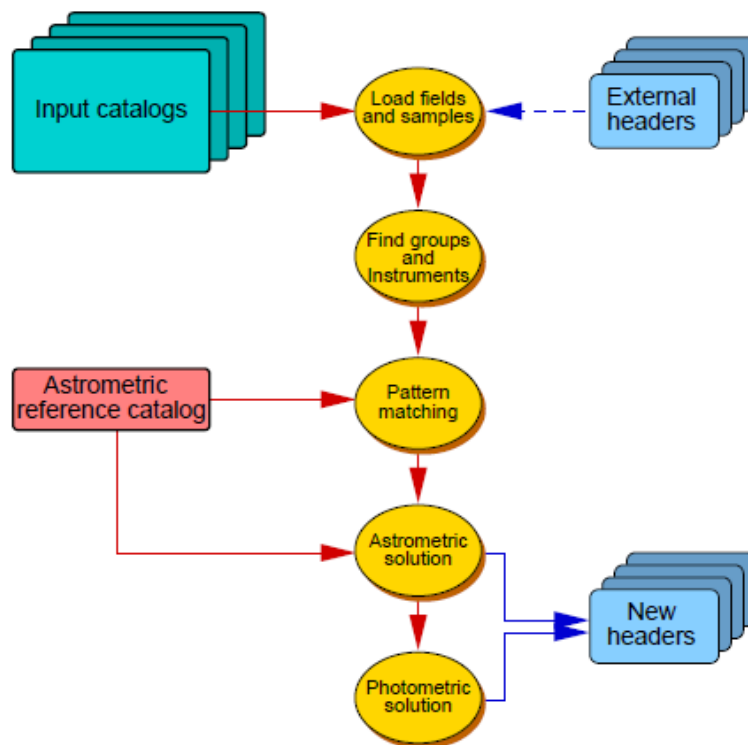 Input catalogs
Load fields
and samples
External
headers
Find groups
and
Instruments
Astrometric
reference catalog
Pattern
matching
Astrometric
solution
New
headers
Photometric
solution